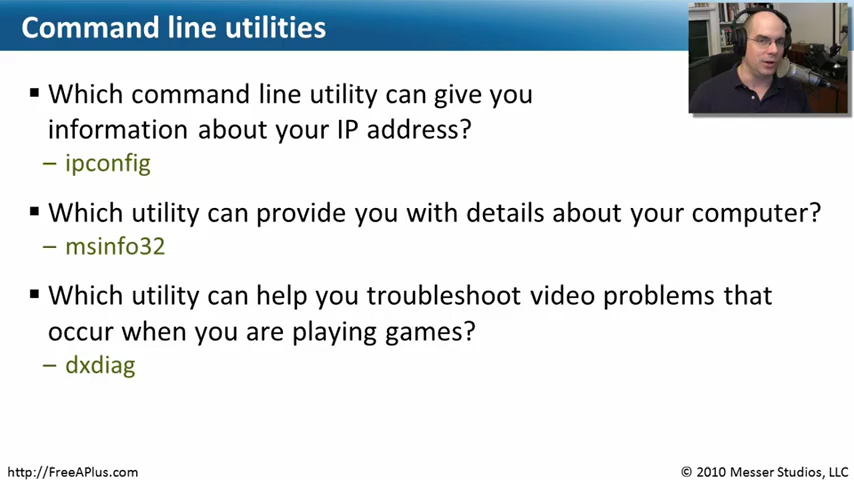 Command line utilities
▪ Which command line utility can give you
information about your IP address?
– ipconfig
▪ Which utility can provide you with details about your computer?
– msinfo32
▪ Which utility can help you troubleshoot video problems that
occur when you are playing games?
– dxdiag
http://FreeAPlus.com
© 2010 Messer Studios, LLC